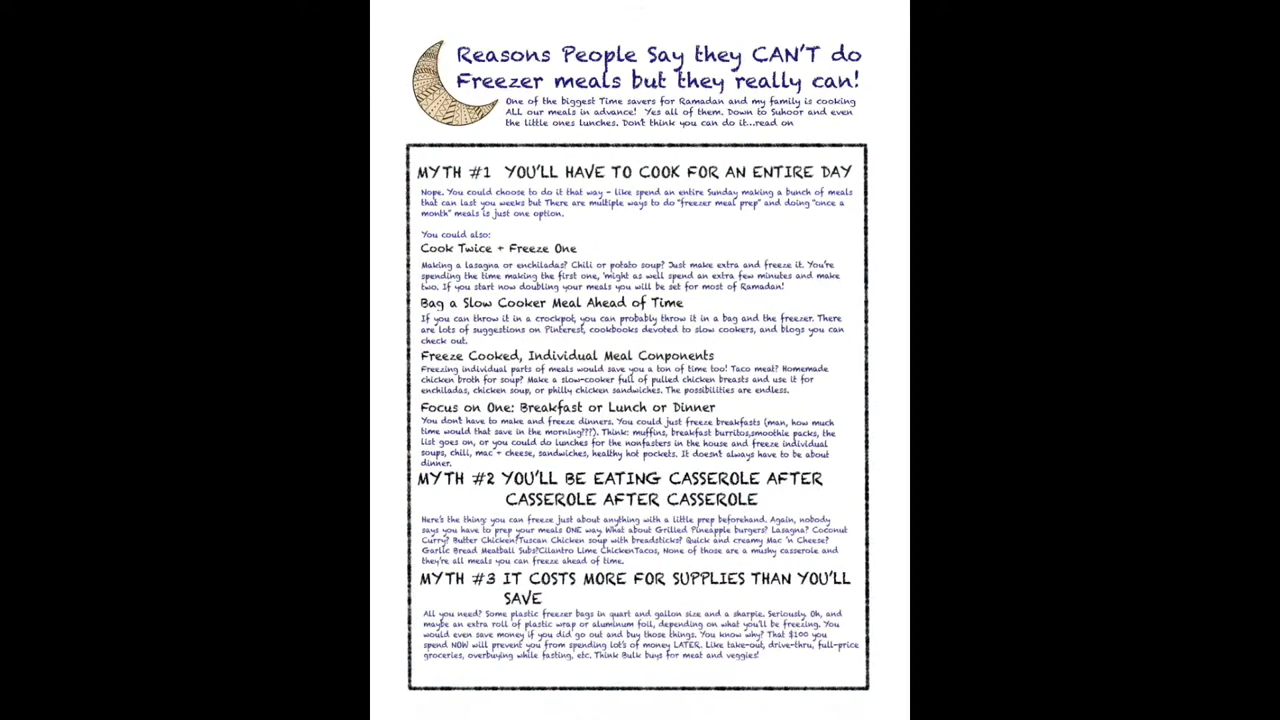 Reasons People Say they CAN'T do
Freezer meals but they really can!
One of the biggest Time savers for Ramadan and my family is cooking
ALL our meals in advance! Yes all of them. Down to Suhoor and even
the little ones lunches. Don't think you can do it...read on
MYTH #1 YOU'LL HAVE TO COOK FOR AN ENTIRE DAY
Nope. You could choose to do it that way - like spend an entire Sunday making a bunch of meals
that can last you weeks but There are multiple ways to do "freezer meal prep" and doing "once a
month" meals is just one option.
You could also:
Cook Twice + Freeze One
Making a lasagna or enchiladas? Chili or potato soup? Just make extra and freeze it. You're
spending the time making the first one, 'might as well spend an extra few minutes and make
two. If you start now doubling your meals you will be set for most of Ramadan!
Bag a Slow Cooker Meal Ahead of Time
If you can throw it in a crockpot, you can probably throw it in a bag and the freezer. There
are lots of suggestions on Pinterest, cookbooks devoted to slow cookers, and blogs you can
check out.
Freeze Cooked, Individual Meal Conponents
Freezing individual parts of meals would save you a ton of time too! Taco meat? Homemade
chicken broth for soup? Make a slow-cooker full of pulled chicken breasts and use it for
enchiladas, chicken soup, or philly chicken sandwiches. The possibilities are endless.
Focus on One: Breakfast or Lunch or Dinner
You don't have to make and freeze dinners. You could just freeze breakfasts (man, how much
time would that save in the morning???). Think: muffins, breakfast burritos,smoothie packs, the
list goes on, or you could do lunches for the nonfasters in the house and freeze individual
soups, chili, mac + cheese, sandwiches, healthy hot pockets. It doesn't always have to be about
dinner.
MYTH #2 YOU'LL BE EATING CASSEROLE AFTER
CASSEROLE AFTER CASSEROLE
Here's the thing: you can freeze just about anything with a little prep beforehand. Again, nobody
says you have to prep your meals ONE way. What about Grilled Pineapple burgers? Lasagna? Coconut
Curry? Butter Chicken?Tuscan Chicken soup with breadsticks? Quick and creamy Mac 'n Cheese?
Garlic Bread Meatball Subs?Cilantro Lime ChickenTacos, None of those are a mushy casserole and
they're all meals you can freeze ahead of time.
MYTH #3 IT COSTS MORE FOR SUPPLIES THAN YOU'LL
SAVE
All you need? Some plastic freezer bags in quart and gallon size and a sharpie. Seriously. Oh, and
maybe an extra roll of plastic wrap or aluminum foil, depending on what you'll be freezing. You
would even save money if you did go out and buy those things. You know why? That $100 you
spend NOW will prevent you from spending lot's of money LATER. Like take-out, drive-thru, full-price
groceries, overbuying while fasting, etc. Think Bulk buys for meat and veggies!